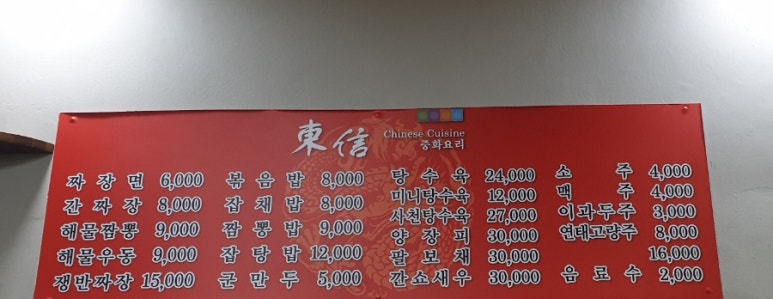 東信 Chinese Cuisine
중화요리
짜장면 6,000
간짜장 8,000
해물짬뽕 9,000
해물우동 9,000
쟁반짜장 15,000
볶음밥 8,000
잡채밥 8,000
짬뽕밥 9,000
잡탕밥 12,000
군만두 5,000
탕수육 24,000
미니탕수육 12,000
사천탕수육 27,000
양장피 30,000
팔보채 30,000
간쇼새우 30,000
소주 4,000
맥주 4,000
이과두주 3,000
연태고량주 8,000
16,000
음료수 2,000